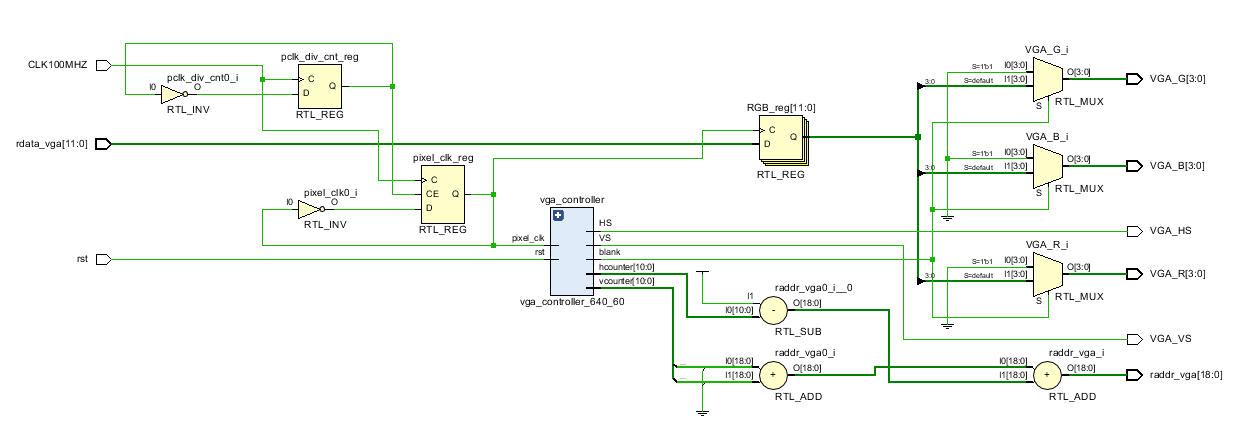 CLK100MHZ
pclk_div_cnt0_i
I0
O
RTL_INV
pclk_div_cnt_reg
C
D
Q
RTL_REG
rdata_vga[11:0]
pixel_clk0_i
I0
O
RTL_INV
pixel_clk_reg
C
CE
D
Q
RTL_REG
rst
RGB_reg[11:0]
C
D
Q
RTL_REG
vga_controller
pixel_clk
rst
HS
VS
blank
hcounter[10:0]
vcounter[10:0]
vga_controller_640_60
raddr_vga0_i__0
I1
I0[10:0]
-
O[18:0]
RTL_SUB
raddr_vga0_i
I0[18:0]
I1[18:0]
+
O[18:0]
RTL_ADD
VGA_G_i
S=1'b1
I0[3:0]
3:0
S=default
I1[3:0]
S
O[3:0]
RTL_MUX
VGA_G[3:0]
VGA_B_i
S=1'b1
I0[3:0]
3:0
S=default
I1[3:0]
S
O[3:0]
RTL_MUX
VGA_B[3:0]
VGA_HS
VGA_R_i
S=1'b1
I0[3:0]
3:0
S=default
I1[3:0]
S
O[3:0]
RTL_MUX
VGA_R[3:0]
VGA_VS
raddr_vga_i
I0[18:0]
I1[18:0]
+
O[18:0]
RTL_ADD
raddr_vga[18:0]